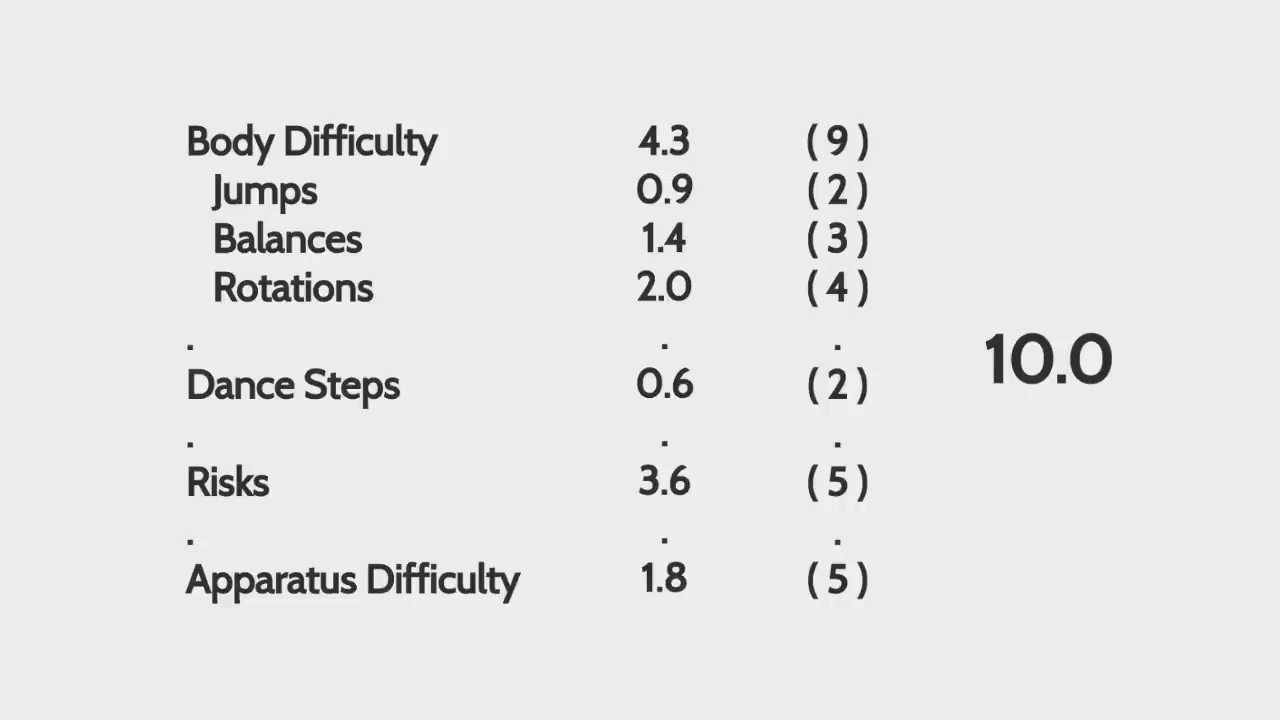 Body Difficulty 4.3 ( 9 )
Jumps 0.9 ( 2 )
Balances 1.4 ( 3 )
Rotations 2.0 ( 4 )
. . .
10.0
Dance Steps 0.6 ( 2 )
. . .
Risks 3.6 ( 5 )
. . .
Apparatus Difficulty 1.8 ( 5 )